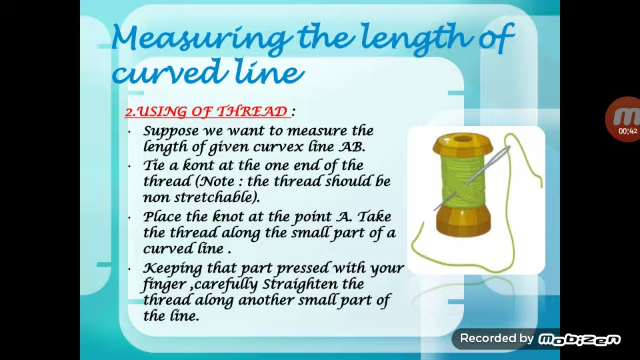 Measuring the length of
curved line
2.USING OF THREAD :
· Suppose we want to measure the
length of given curvex line AB.
· Tie a kont at the one end of the
thread (Note : the thread should be
non stretchable).
· Place the knot at the point A. Take
the thread along the small part of a
curved line .
· Keeping that part pressed with your
finger ,carefully Straighten the
thread along another small part of
the line.
00:42
Recorded by mobizen